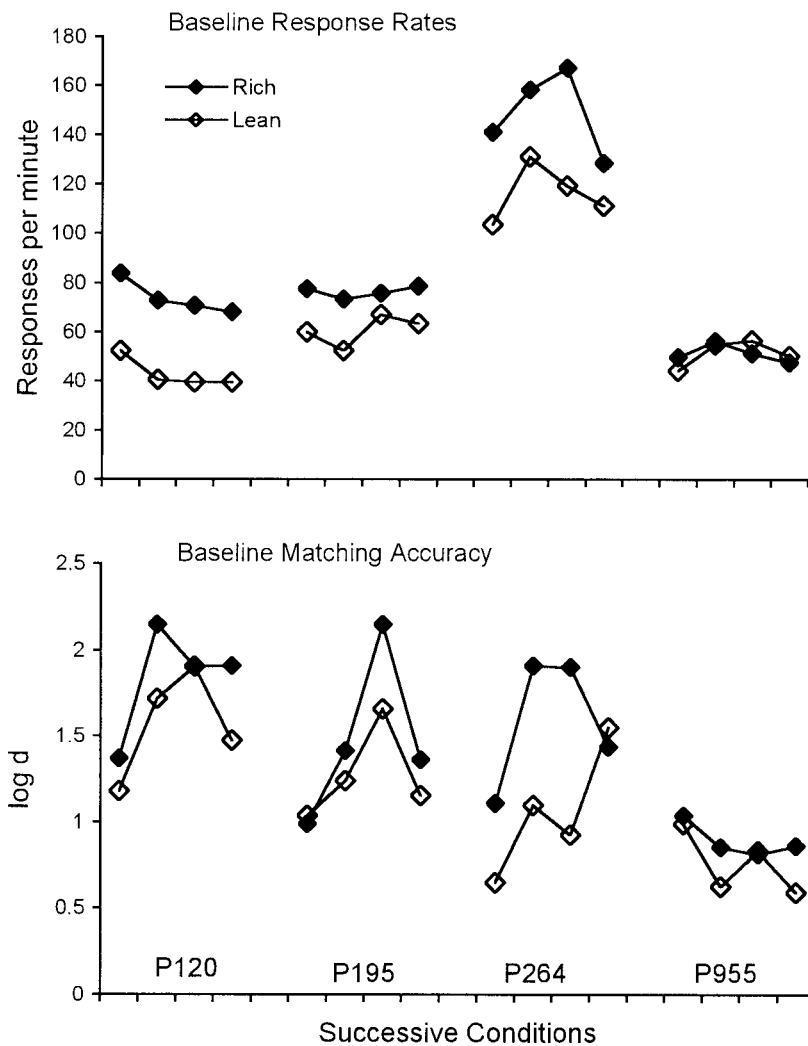 Baseline Response Rates
180
160
140
120
100
80
60
40
20
0
Responses per minute
Rich
Lean
Baseline Matching Accuracy
2.5
2
1.5
1
0.5
0
log d
P120 P195 P264 P955
Successive Conditions